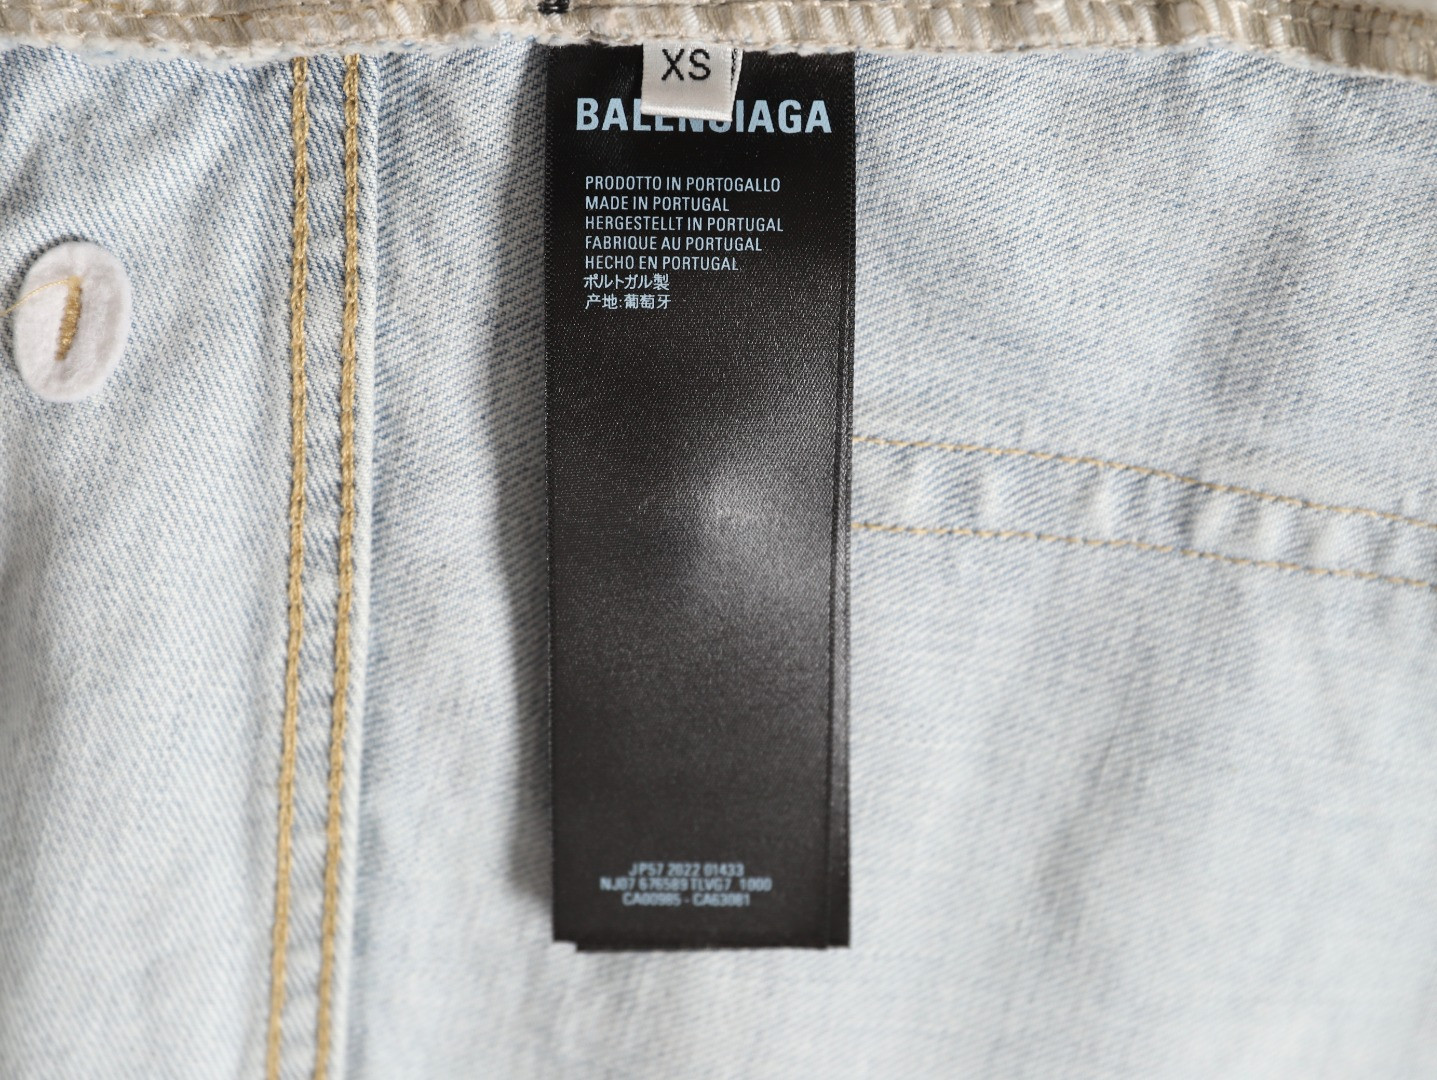 XS
BALENCIAGA
PRODOTTO IN PORTOGALLO
MADE IN PORTUGAL
HERGESTELLT IN PORTUGAL
FABRIQUE AU PORTUGAL
HECHO EN PORTUGAL
ポルトガル製
产地:葡萄牙
JP57 2022 01433
NJ07 676589 TLVG7 1000
CA00985 - CA63081